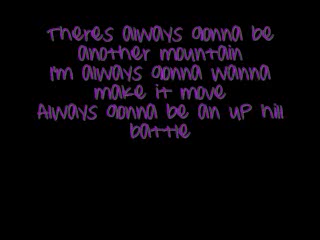 Theres always gonna be
another mountain
I'm always gonna wanna
make it move
Always gonna be an up hill
battle